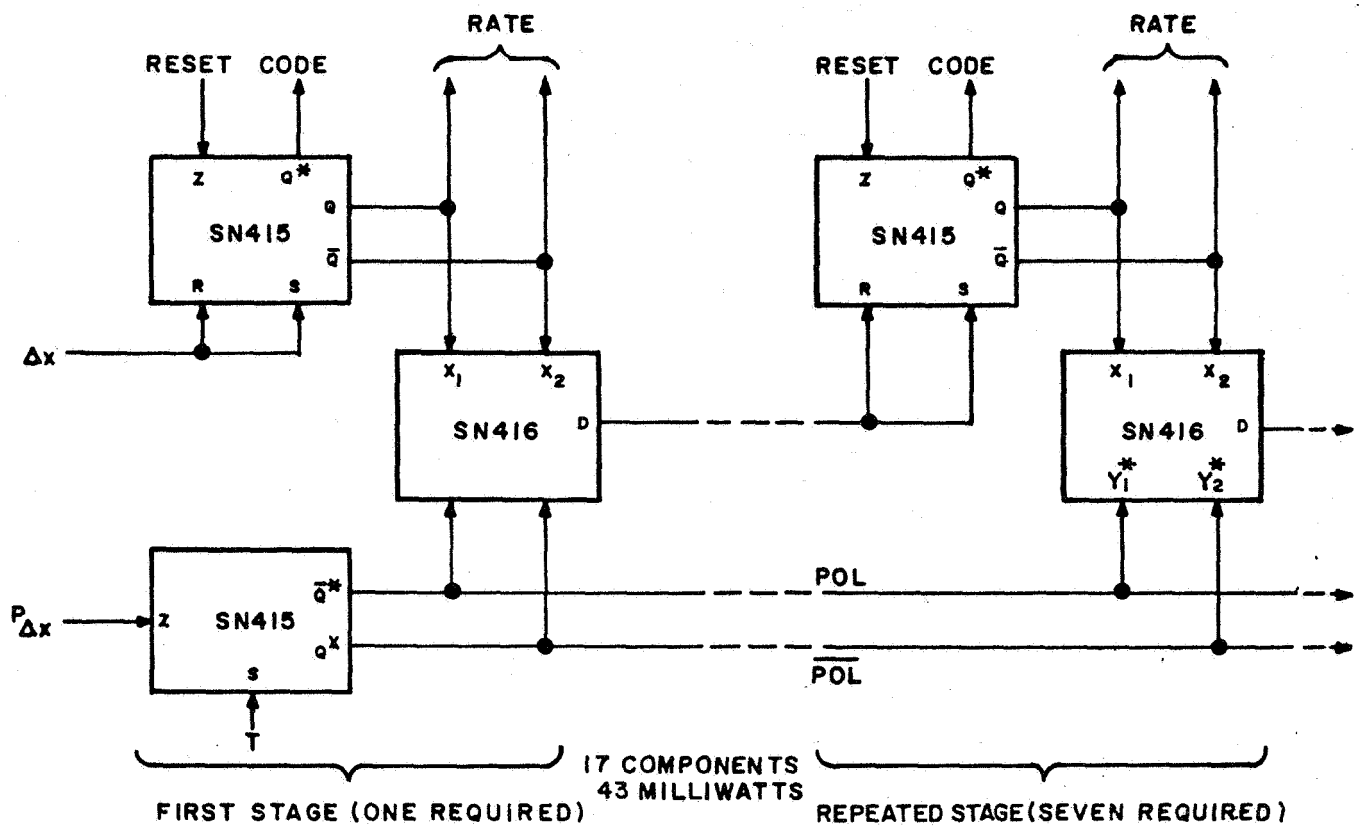 RATE
RESET CODE
Z Q*
SN415
Q
Q̅
R S
Δx
X₁ X₂
SN416
D
PΔx
Z
SN415
Q̅*
Qˣ
S
T
RATE
RESET CODE
Z Q*
SN415
Q
Q̅
R S
X₁ X₂
SN416
D
Y₁* Y₂*
POL
P̅O̅L̅
17 COMPONENTS
43 MILLIWATTS
FIRST STAGE (ONE REQUIRED)
REPEATED STAGE (SEVEN REQUIRED)